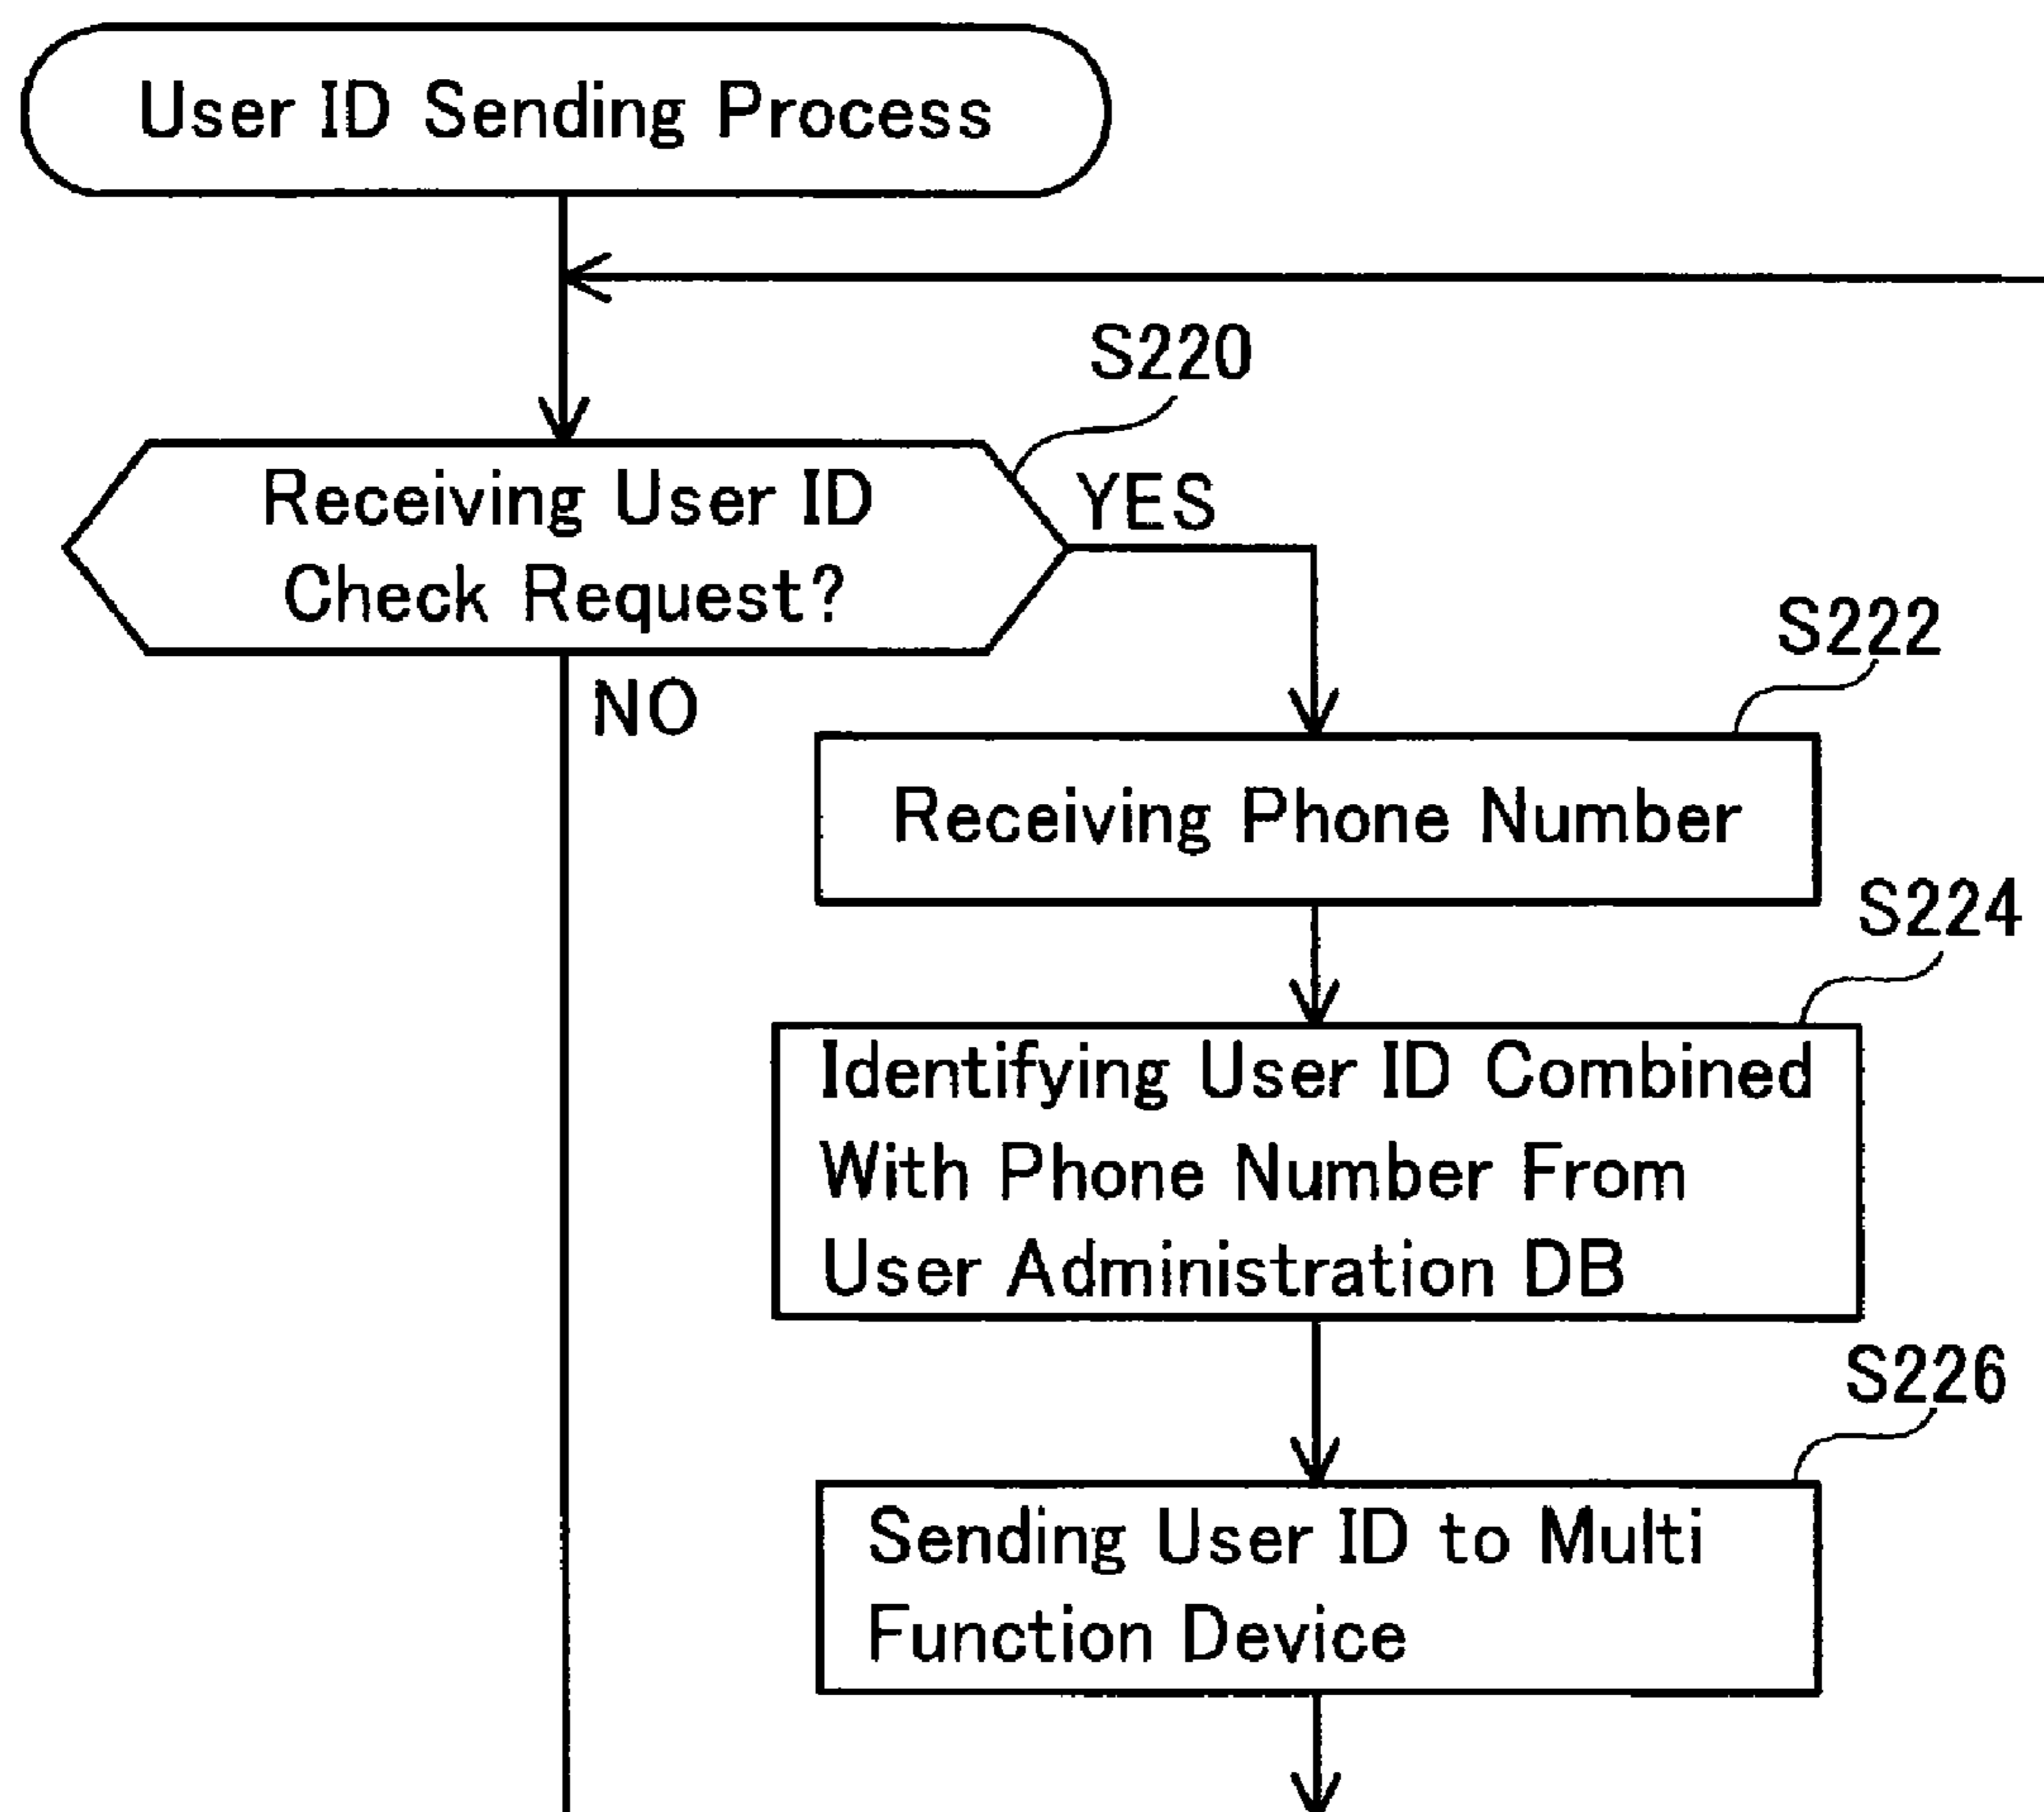 User ID Sending Process
S220
Receiving User ID
Check Request?
YES
NO
S222
Receiving Phone Number
S224
Identifying User ID Combined
With Phone Number From
User Administration DB
S226
Sending User ID to Multi
Function Device